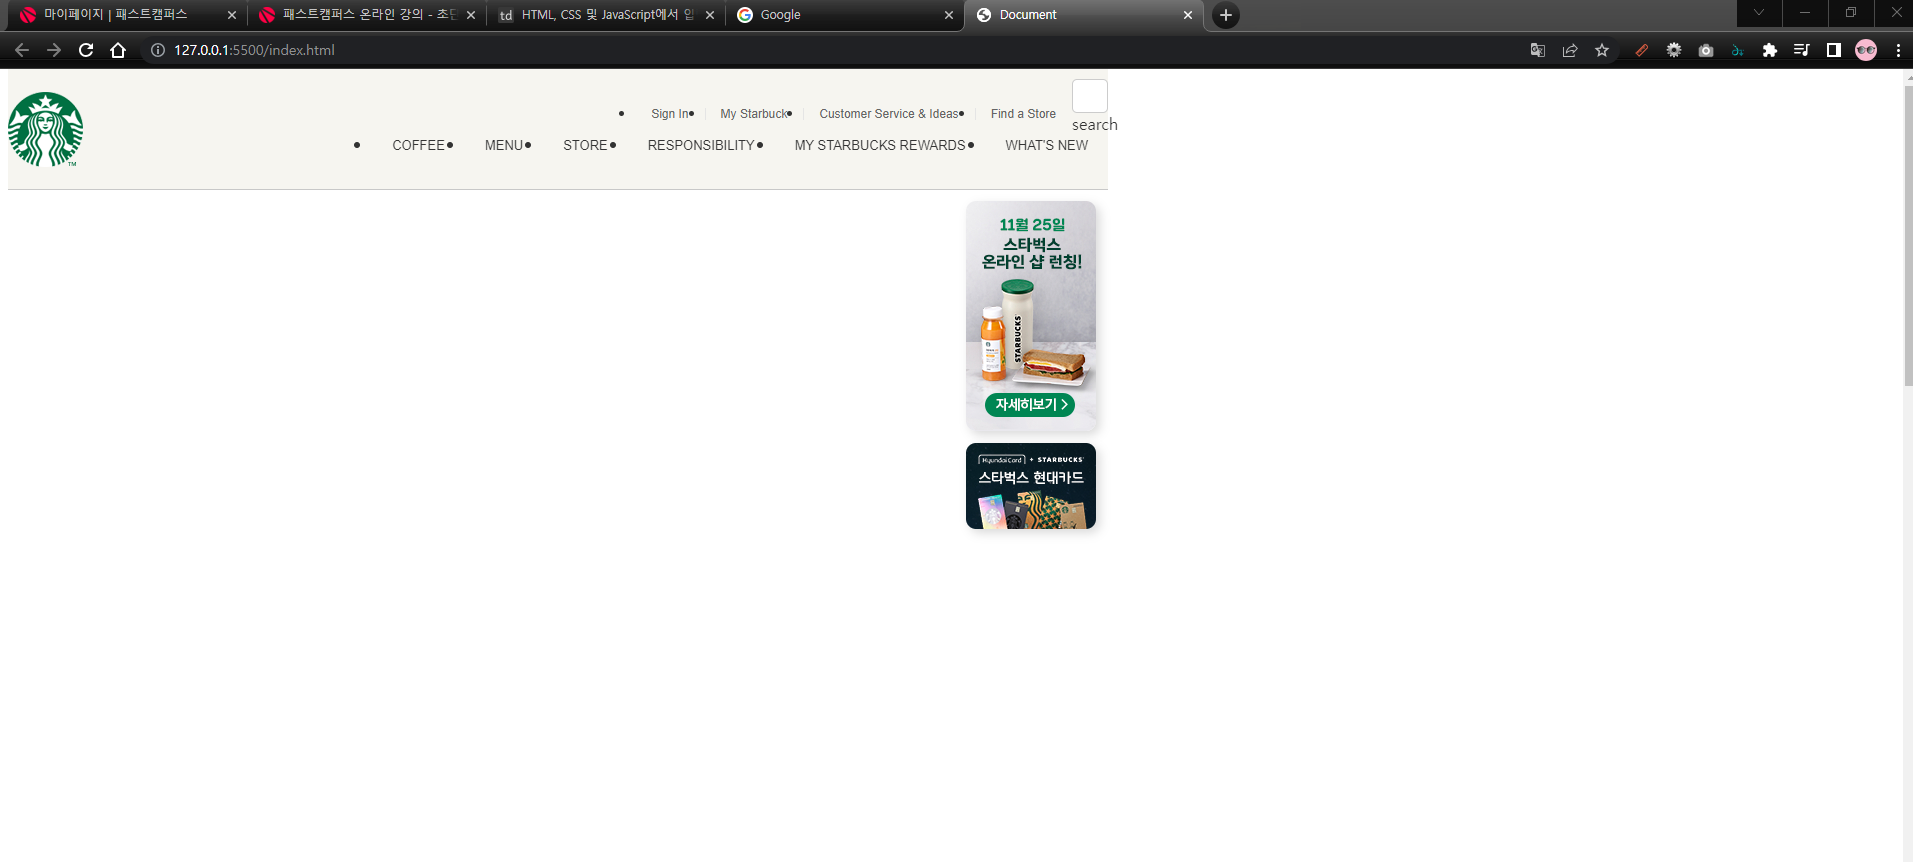 마이페이지 | 패스트캠퍼스
패스트캠퍼스 온라인 강의 - 초
td HTML, CSS 및 JavaScript에서 입
Google
Document
127.0.0.1:5500/index.html
Sign In
My Starbuck
Customer Service & Ideas
Find a Store
search
COFFEE
MENU
STORE
RESPONSIBILITY
MY STARBUCKS REWARDS
WHAT'S NEW
TM
11월 25일
스타벅스
온라인 샵 런칭!
STARBUCKS
자세히보기
HyundaiCard + STARBUCKS
스타벅스 현대카드